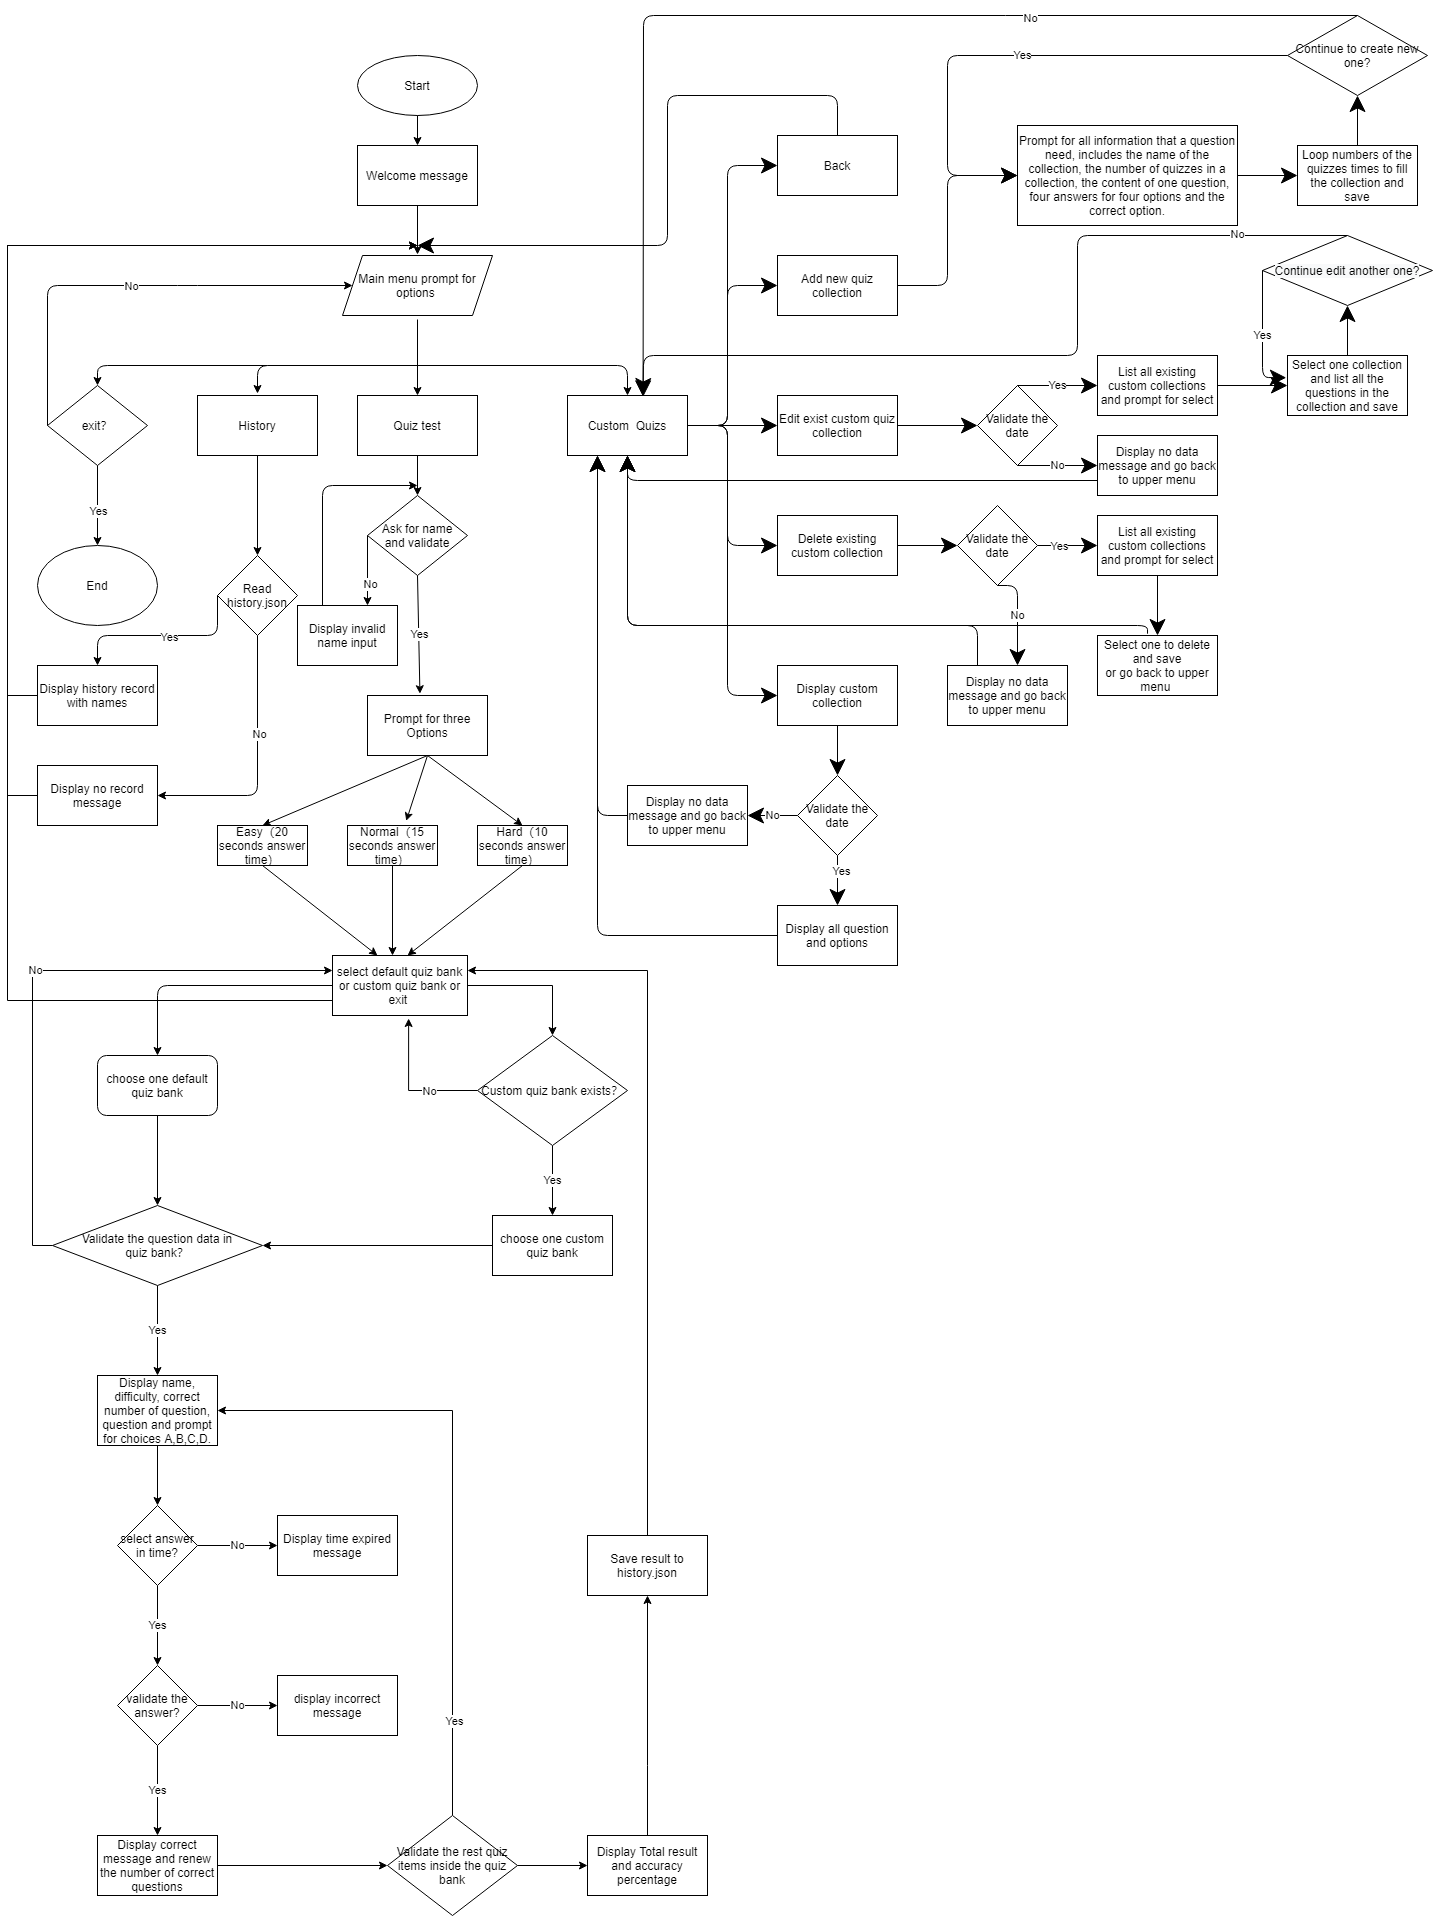 No
Continue to create new
one?
Yes
Start
Welcome message
Back
Prompt for all information that a question
need, includes the name of the
collection, the number of quizzes in a
collection, the content of one question,
four answers for four options and the
correct option.
Loop numbers of the
quizzes times to fill
the collection and
save
No
Continue edit another one?
Yes
Main menu prompt for
options
No
Add new quiz
collection
exit?
History
Quiz test
Custom  Quizs
Edit exist custom quiz
collection
Validate the
date
Yes
List all existing
custom collections
and prompt for select
Select one collection
and list all the
questions in the
collection and save
No
Display no data
message and go back
to upper menu
Yes
End
Read
history.json
Ask for name
and validate
No
Display invalid
name input
Yes
Delete existing
custom collection
Validate the
date
Yes
List all existing
custom collections
and prompt for select
No
Select one to delete
and save
or go back to upper
menu
Display no data
message and go back
to upper menu
Yes
Display history record
with names
No
Display no record
message
Prompt for three
Options
Display custom
collection
Validate the
date
No
Display no data
message and go back
to upper menu
Yes
Display all question
and options
Easy（20
seconds answer
time）
Normal（15
seconds answer
time）
Hard（10
seconds answer
time）
No
select default quiz bank
or custom quiz bank or
exit
choose one default
quiz bank
No
Custom quiz bank exists?
Yes
choose one custom
quiz bank
Validate the question data in
quiz bank?
Yes
Display name,
difficulty, correct
number of question,
question and prompt
for choices A,B,C,D.
select answer
in time?
No
Display time expired
message
Yes
Save result to
history.json
validate the
answer?
No
display incorrect
message
Yes
Yes
Display correct
message and renew
the number of correct
questions
Validate the rest quiz
items inside the quiz
bank
Display Total result
and accuracy
percentage